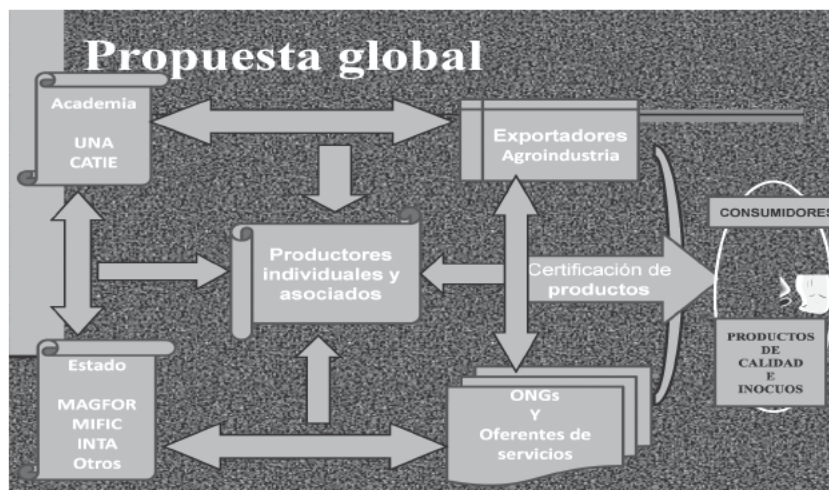 Propuesta global
Academia
UNA
CATIE
Exportadores
Agroindustria
CONSUMIDORES
Productores
individuales y
asociados
Certificación de
productos
PRODUCTOS
DE
CALIDAD
E
INOCUOS
Estado
MAGFOR
MIFIC
INTA
Otros
ONGs
Y
Oferentes de
servicios